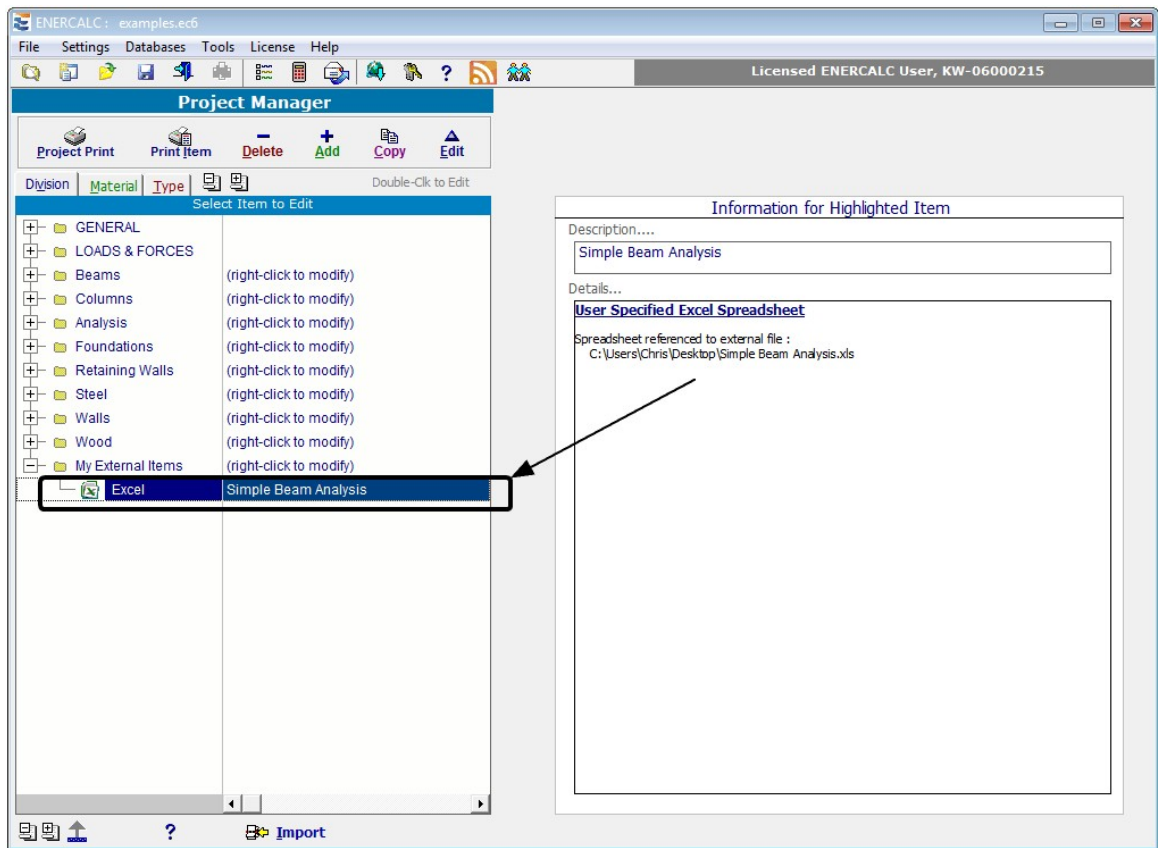 ENERCALC : examples.ec6
File Settings Databases Tools License Help
? Licensed ENERCALC User, KW-06000215
Project Manager
Project Print Print Item Delete Add Copy Edit
Division Material Type Double-Clk to Edit
Select Item to Edit
GENERAL
LOADS & FORCES
Beams (right-click to modify)
Columns (right-click to modify)
Analysis (right-click to modify)
Foundations (right-click to modify)
Retaining Walls (right-click to modify)
Steel (right-click to modify)
Walls (right-click to modify)
Wood (right-click to modify)
My External Items (right-click to modify)
Excel Simple Beam Analysis
? Import
Information for Highlighted Item
Description....
Simple Beam Analysis
Details...
User Specified Excel Spreadsheet
Spreadsheet referenced to external file :
C:\Users\Chris\Desktop\Simple Beam Analysis.xls